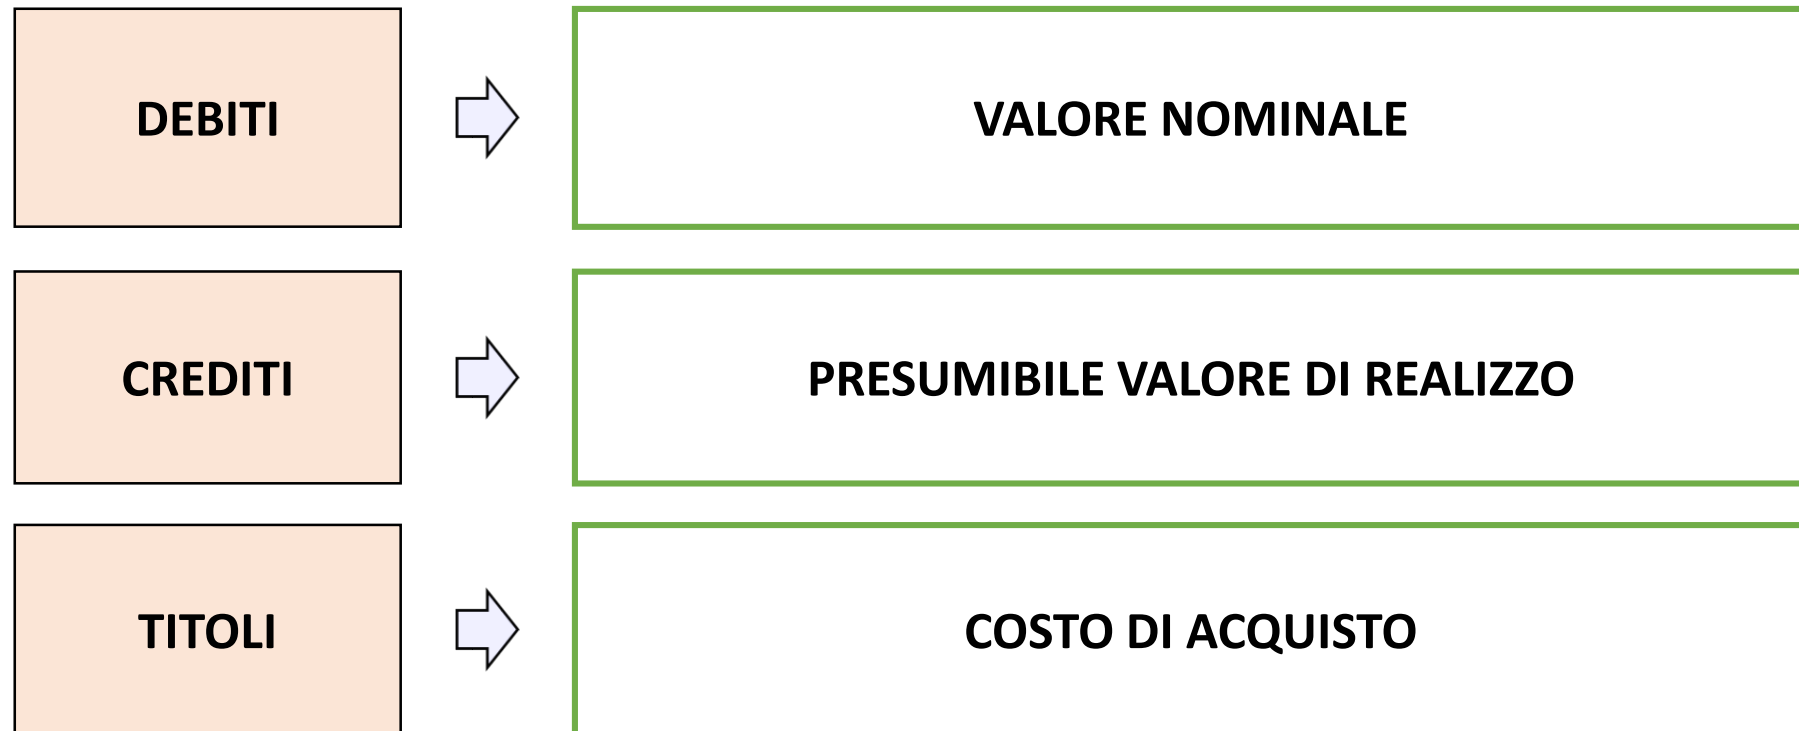 DEBITI
VALORE NOMINALE
CREDITI
PRESUMIBILE VALORE DI REALIZZO
TITOLI
COSTO DI ACQUISTO